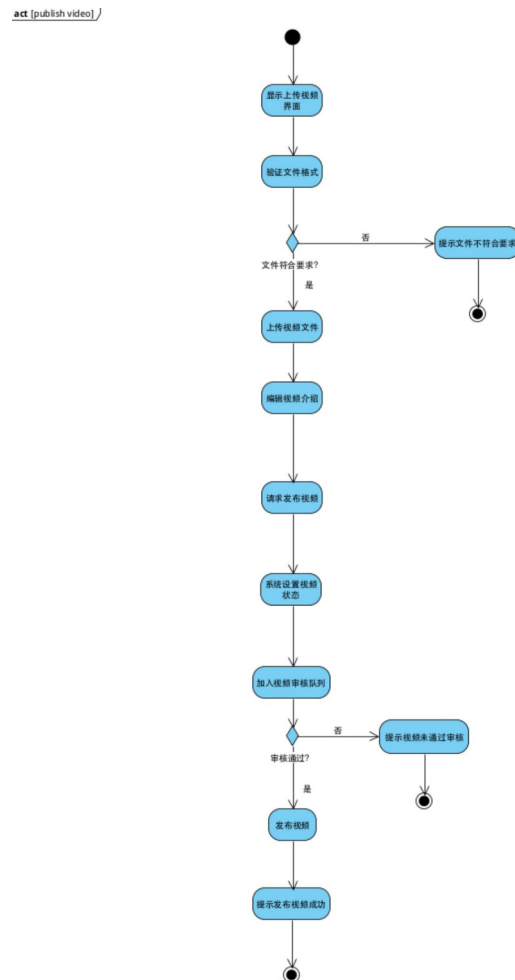 act [publish video]
显示上传视频
界面
验证文件格式
否
提示文件不符合要求
文件符合要求?
是
上传视频文件
编辑视频介绍
请求发布视频
系统设置视频
状态
加入视频审核队列
否
提示视频未通过审核
审核通过?
是
发布视频
提示发布视频成功